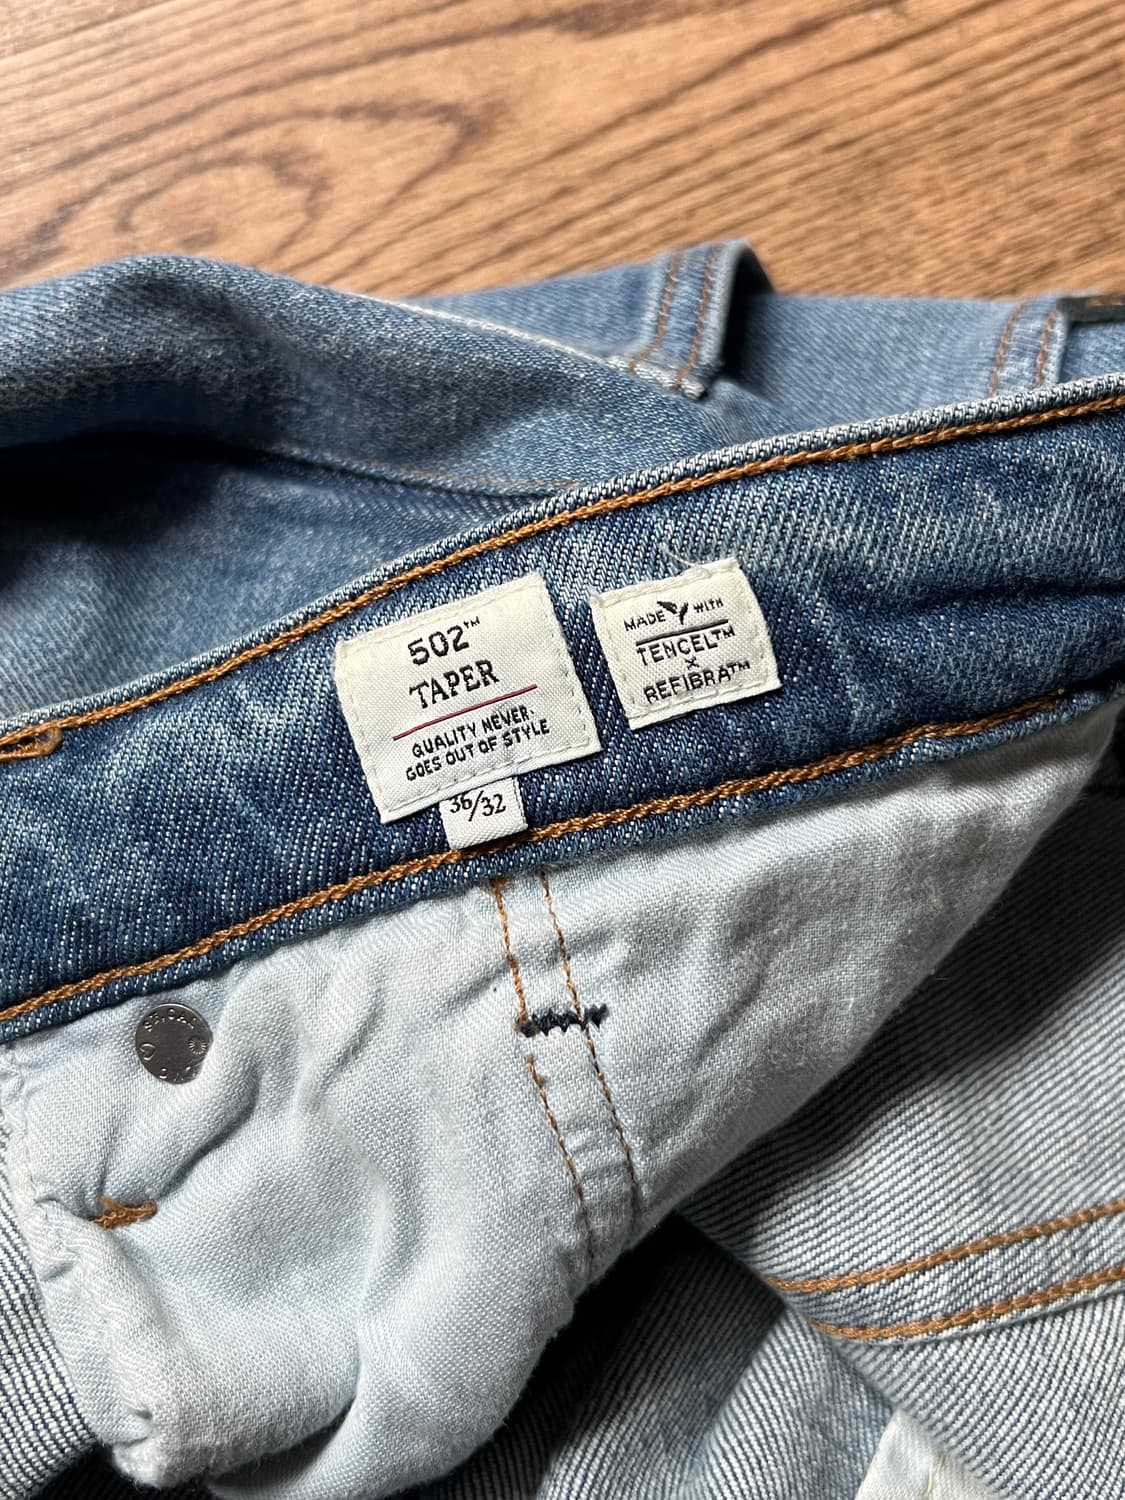 502™
TAPER
QUALITY NEVER
GOES OUT OF STYLE
36/32
MADE WITH
TENCEL™
×
REFIBRA™